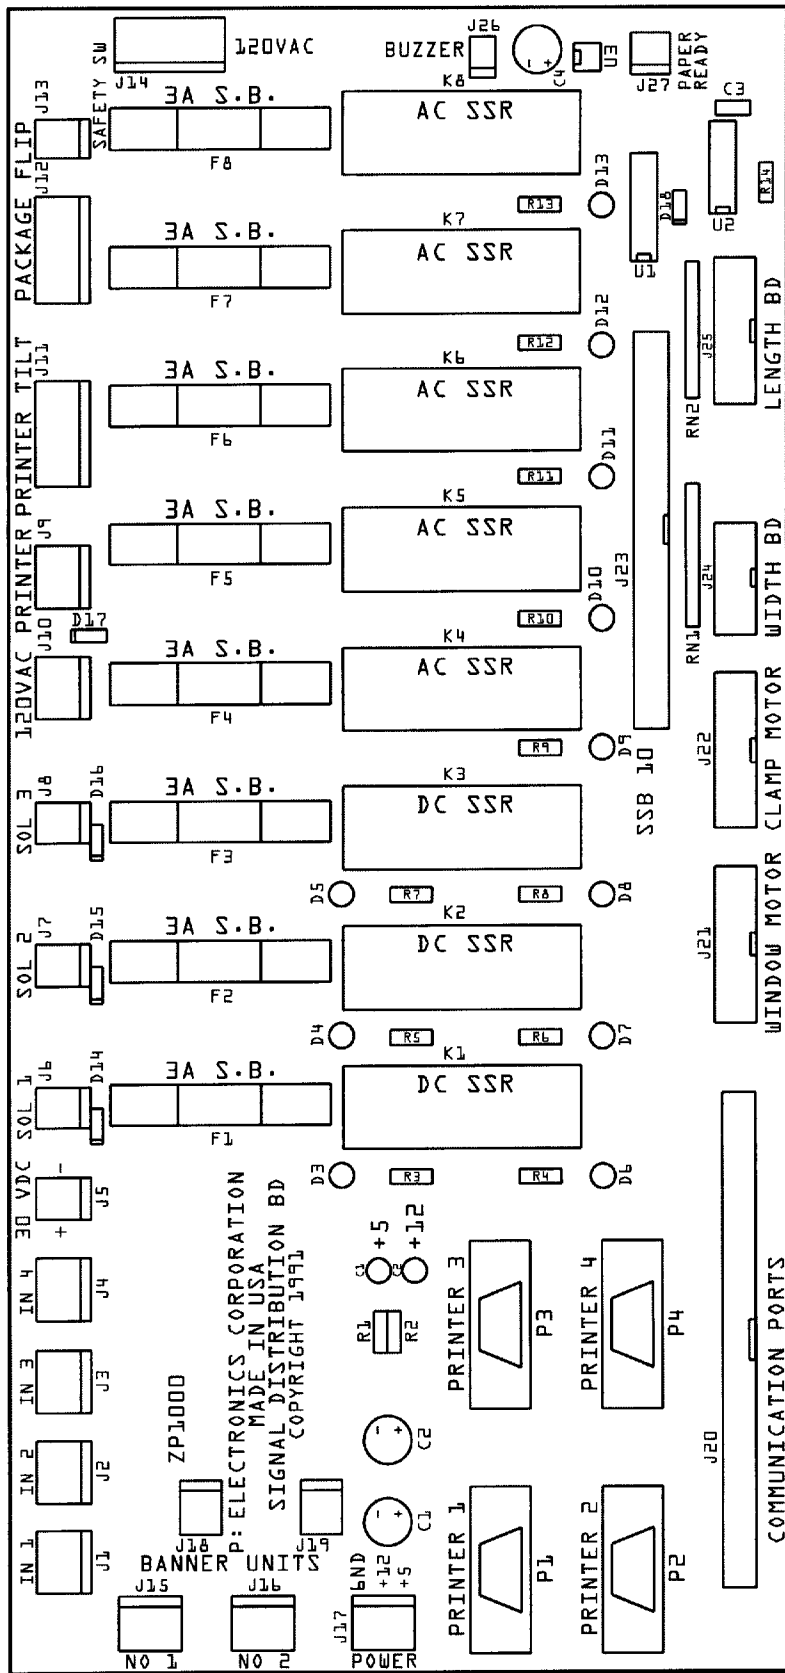 J26
SAFETY SW
J14
120VAC
BUZZER
C4
U3
J27
PAPER
READY
J13
3A S.B.
F8
K8
AC SSR
C3
PACKAGE FLIP
J12
R13
D13
D18
U2
R14
3A S.B.
F7
K7
AC SSR
U1
R12
D12
PRINTER TILT
J11
3A S.B.
F6
K6
AC SSR
RN2
J25
LENGTH BD
R11
D11
PRINTER
J9
3A S.B.
F5
K5
AC SSR
J23
D17
R10
D10
RN1
J24
WIDTH BD
120VAC
J10
3A S.B.
F4
K4
AC SSR
R9
D9
SSB 10
J22
CLAMP MOTOR
SOL 3
J8
D16
3A S.B.
F3
K3
DC SSR
D5
R7
R8
D8
SOL 2
J7
D15
3A S.B.
F2
K2
DC SSR
J21
WINDOW MOTOR
D4
R5
R6
D7
SOL 1
J6
D14
3A S.B.
F1
K1
DC SSR
D3
R3
R4
D6
30 VDC
+ -
J5
IN 4
J4
IN 3
J3
IN 2
J2
IN 1
J1
ZP1000
P: ELECTRONICS CORPORATION
MADE IN USA
SIGNAL DISTRIBUTION BD
COPYRIGHT 1991
+5
+12
R1
R2
C2
C1
PRINTER 3
P3
PRINTER 4
P4
PRINTER 1
P1
PRINTER 2
P2
J20
COMMUNICATION PORTS
J18
J19
BANNER UNITS
J15
NO 1
J16
NO 2
J17
GND
+12
+5
POWER